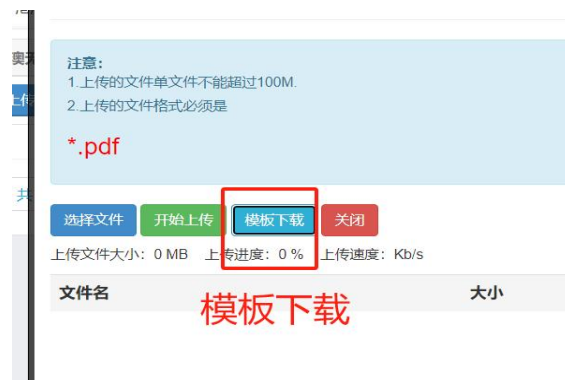 注意：
1.上传的文件单文件不能超过100M.
2.上传的文件格式必须是
*.pdf
共
选择文件 开始上传 模板下载 关闭
上传文件大小：0 MB 上传进度：0 % 上传速度：Kb/s
文件名 大小
模板下载